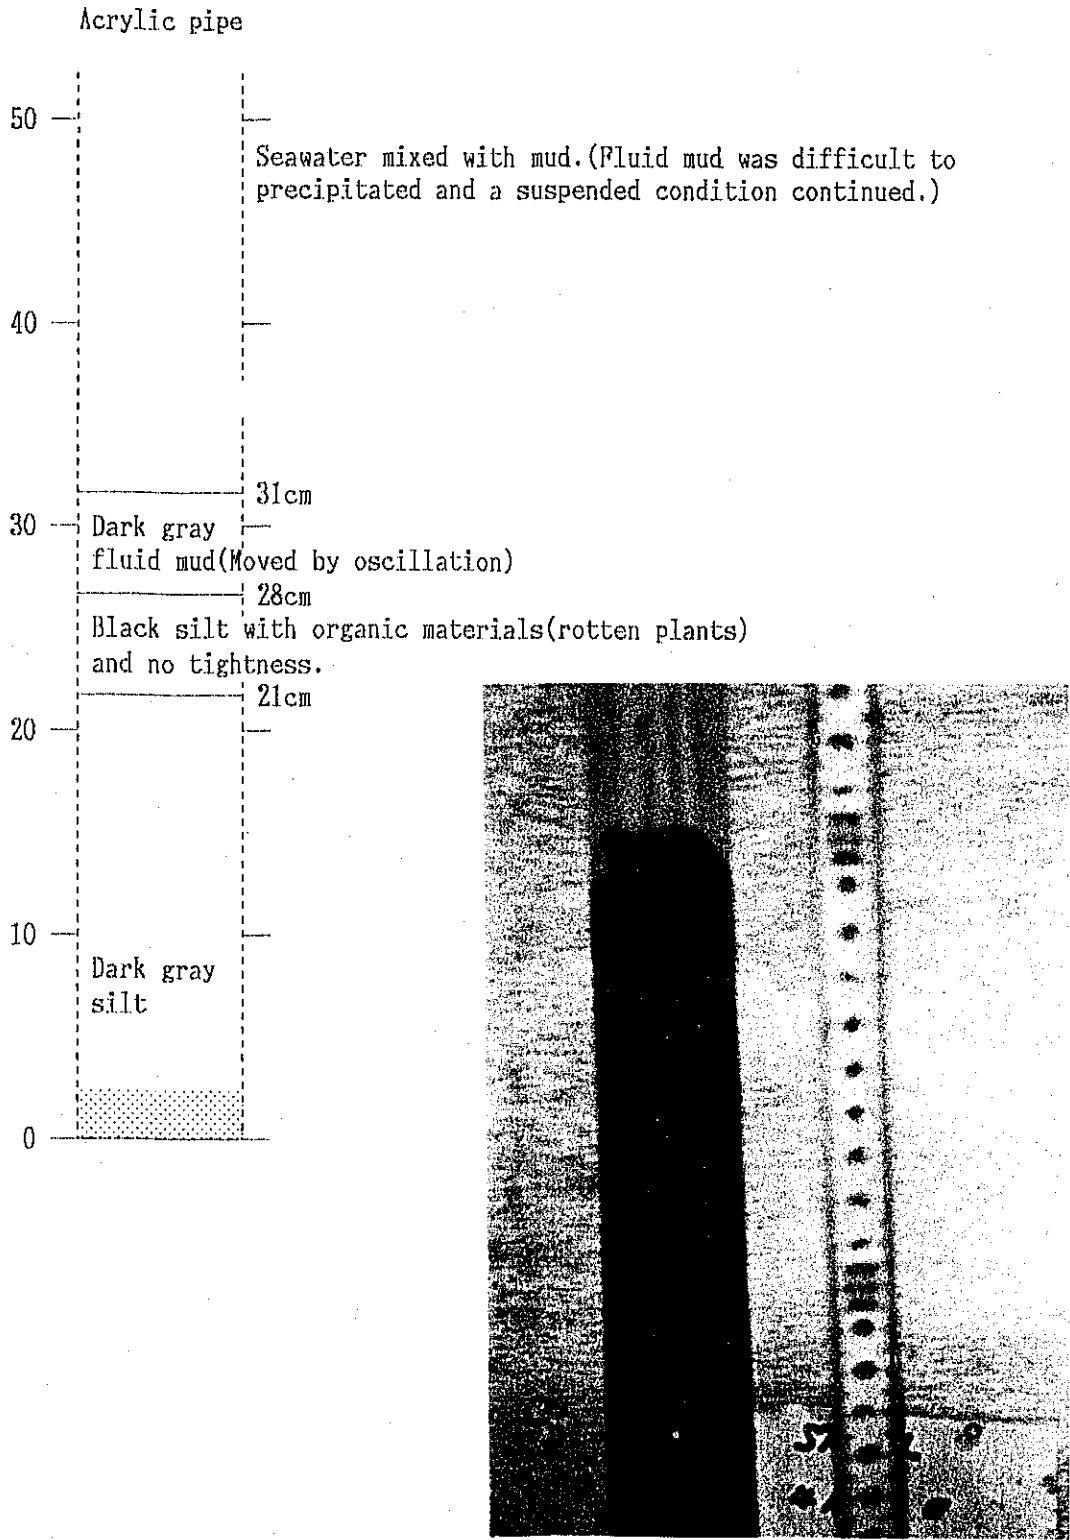 Acrylic pipe
50
Seawater mixed with mud.(Fluid mud was difficult to
precipitated and a suspended condition continued.)
40
31cm
30
Dark gray
fluid mud(Moved by oscillation)
28cm
Black silt with organic materials(rotten plants)
and no tightness.
21cm
20
10
Dark gray
silt
0